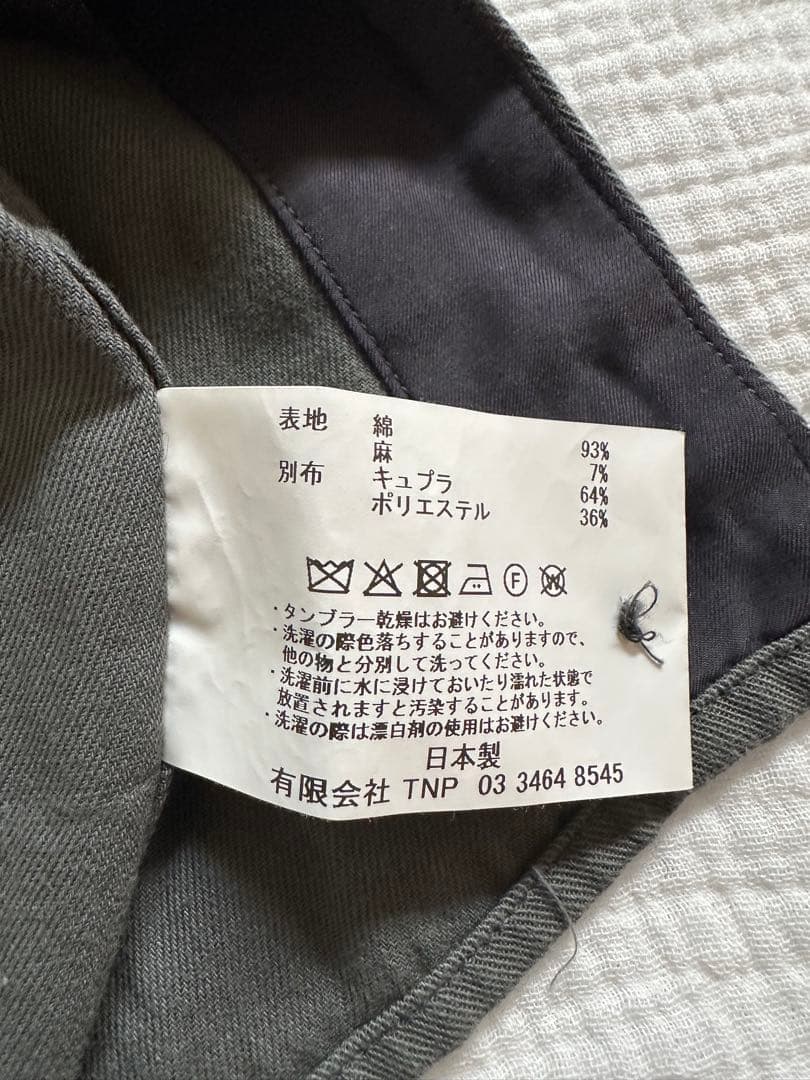 表地 綿 93%
麻 7%
別布 キュプラ 64%
ポリエステル 36%
F W
・タンブラー乾燥はお避けください。
・洗濯の際色落ちすることがありますので、
他の物と分別して洗ってください。
・洗濯前に水に浸けておいたり濡れた状態で
放置されますと汚染することがあります。
・洗濯の際は漂白剤の使用はお避けください。
日本製
有限会社 TNP 03 3464 8545